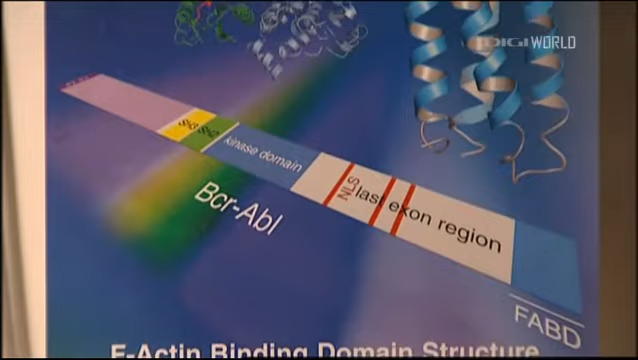 DIGI WORLD
SH3 SH2
kinase domain
NLS
last exon region
Bcr-Abl
FABD
F-Actin Binding Domain Structure